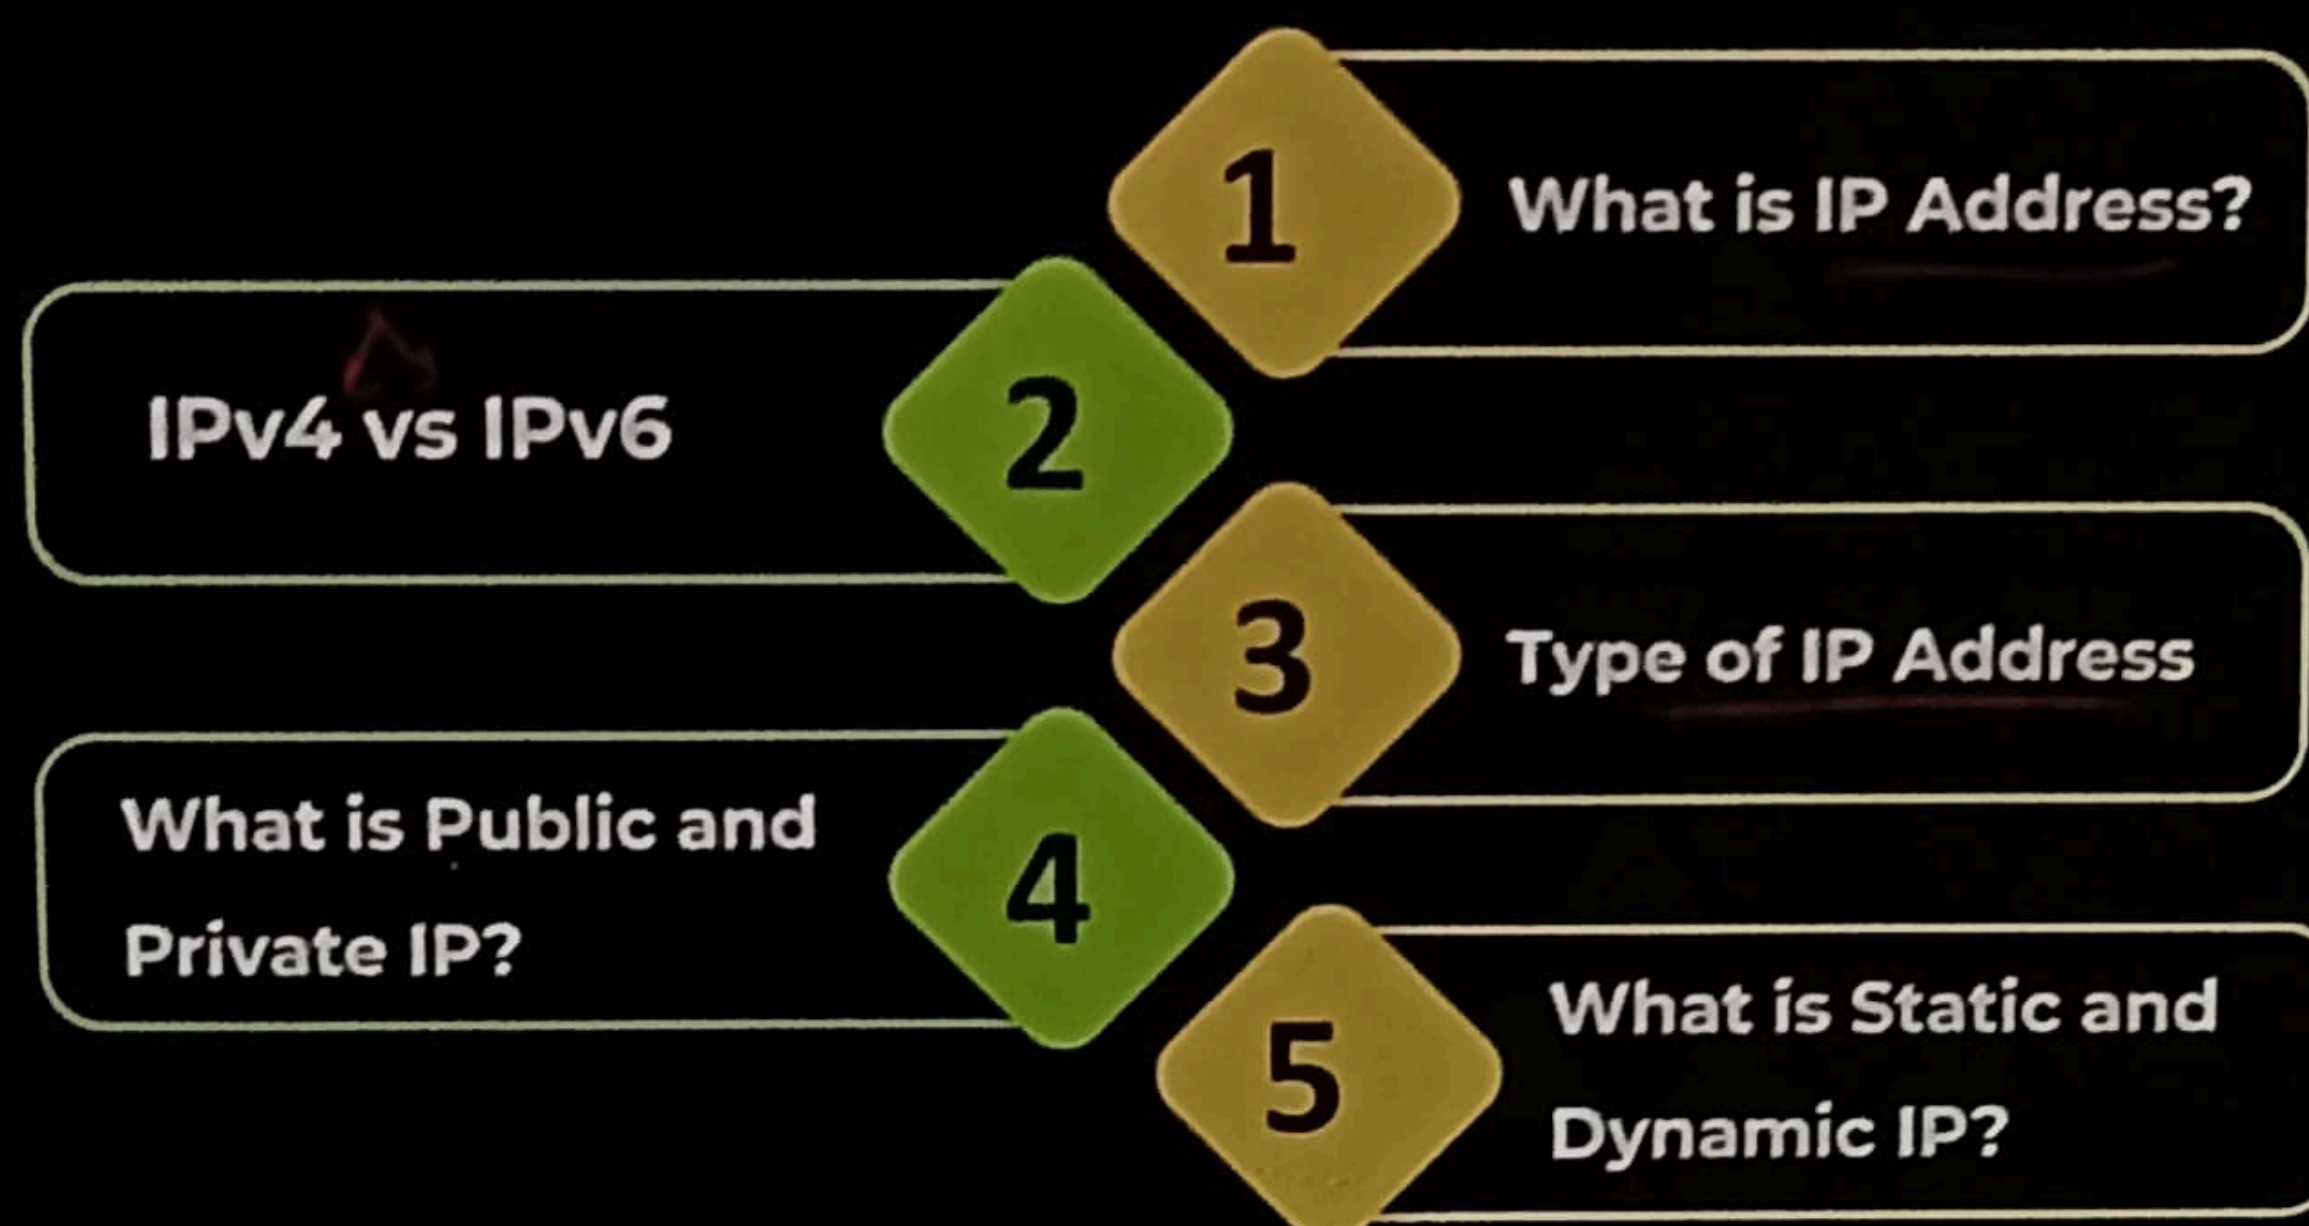 1
What is IP Address?
2
IPv4 vs IPv6
3
Type of IP Address
4
What is Public and
Private IP?
5
What is Static and
Dynamic IP?